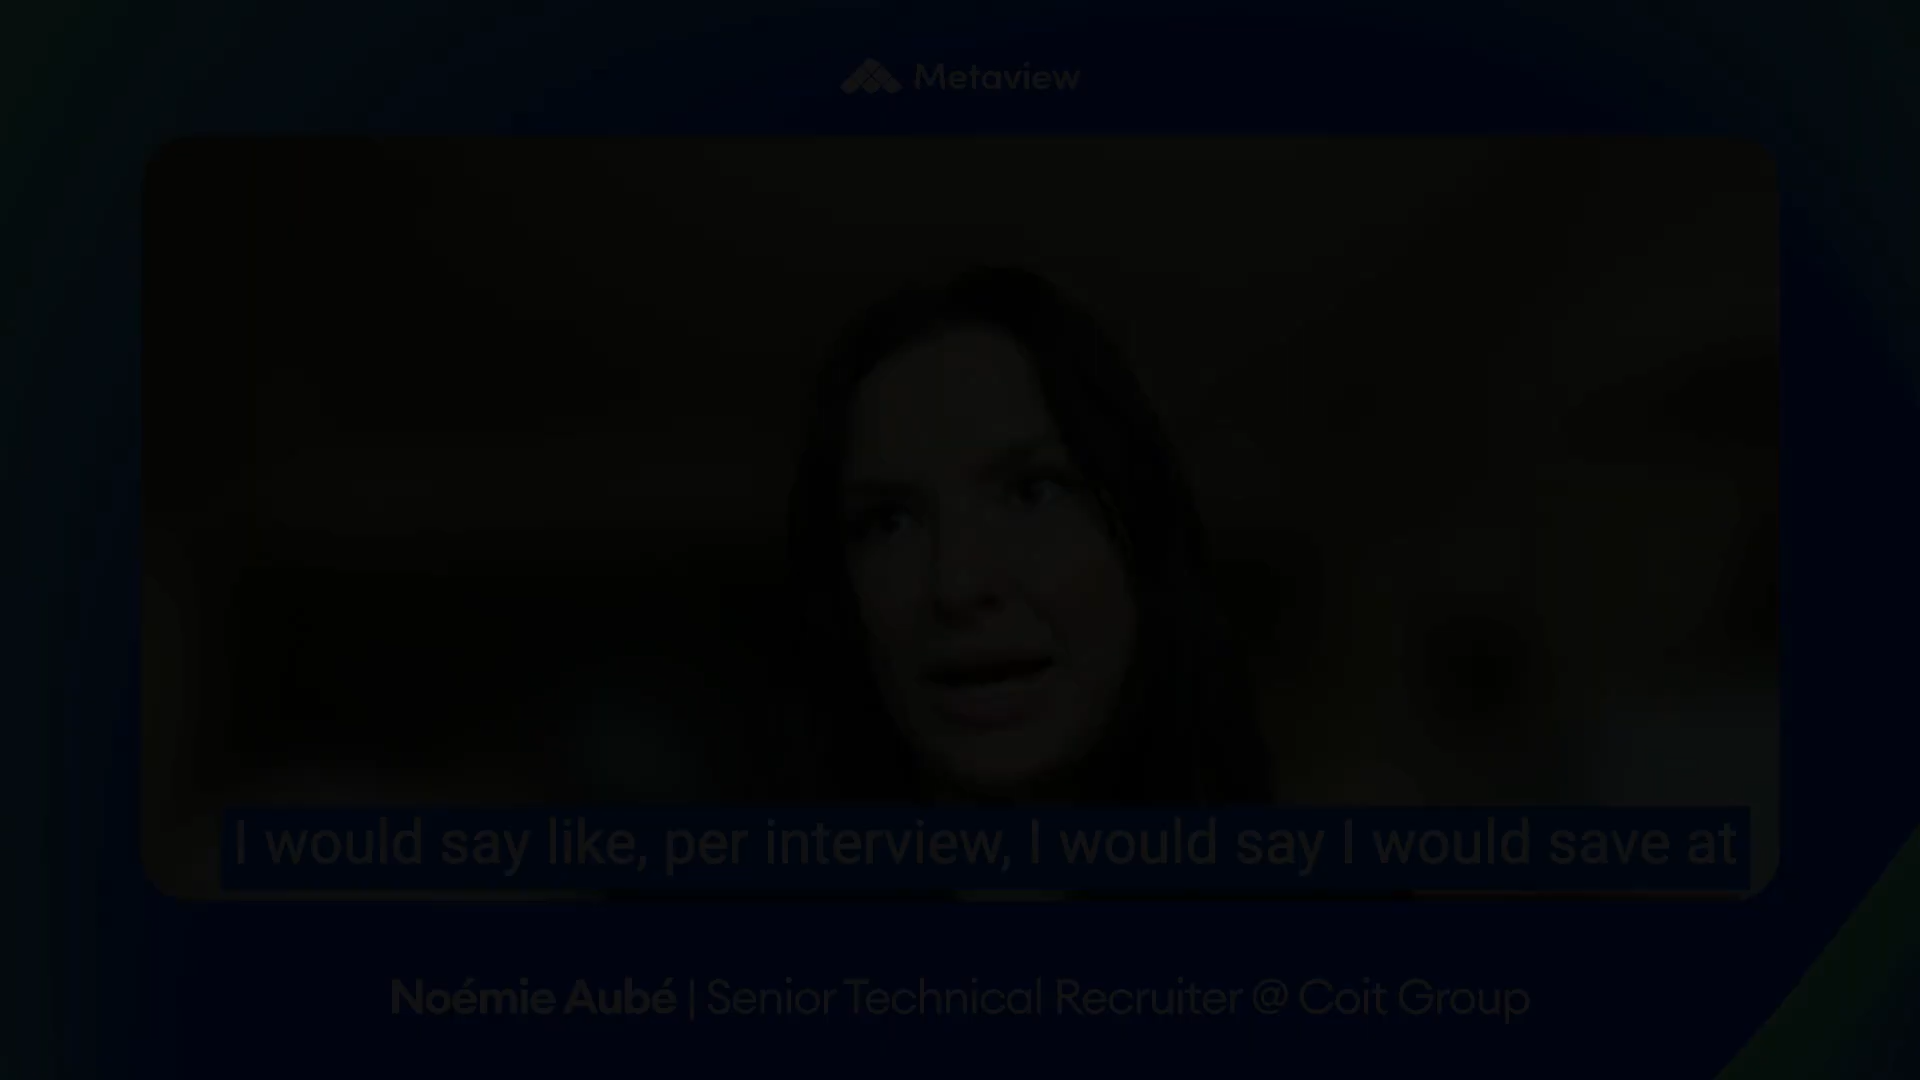 Metaview
I would say like, per interview, I would say I would save at
Noémie Aubé | Senior Technical Recruiter @ Coit Group